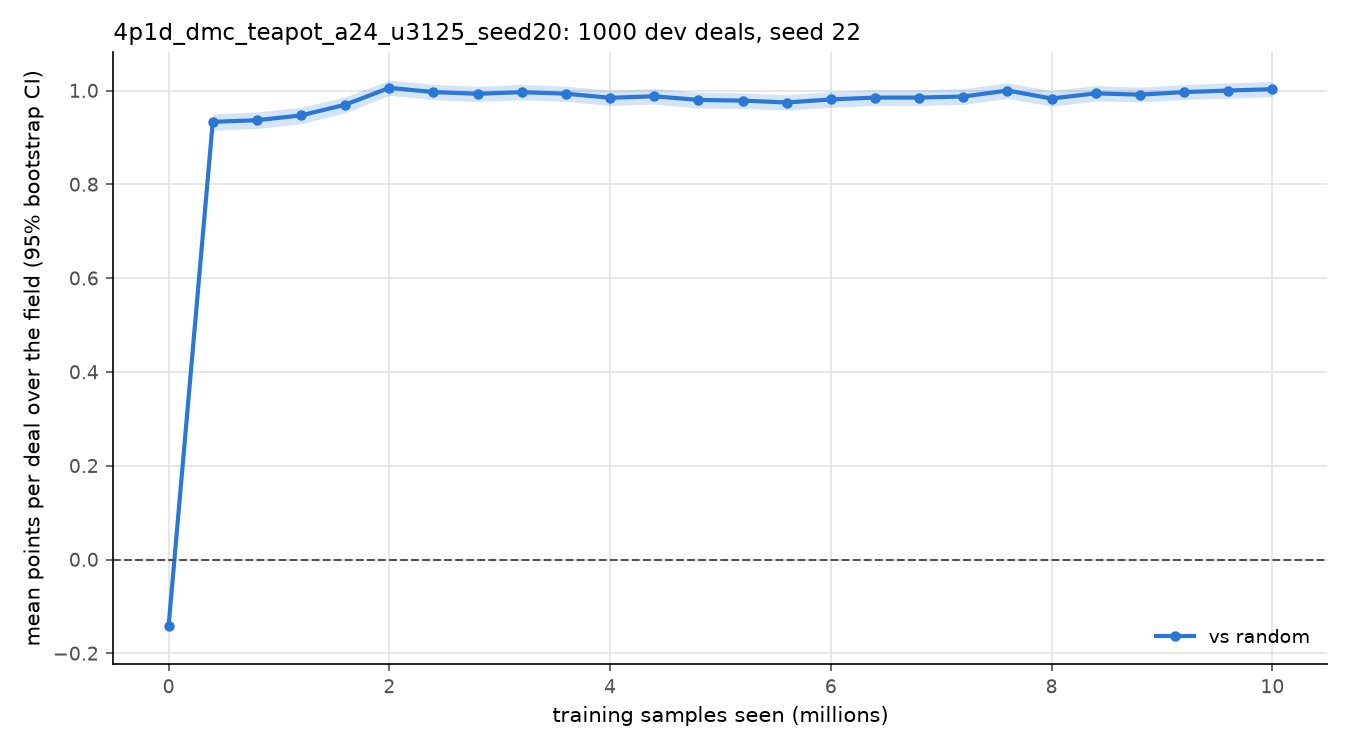 4p1d_dmc_teapot_a24_u3125_seed20: 1000 dev deals, seed 22
mean points per deal over the field (95% bootstrap CI)
1.0
0.8
0.6
0.4
0.2
0.0
−0.2
vs random
0 2 4 6 8 10
training samples seen (millions)